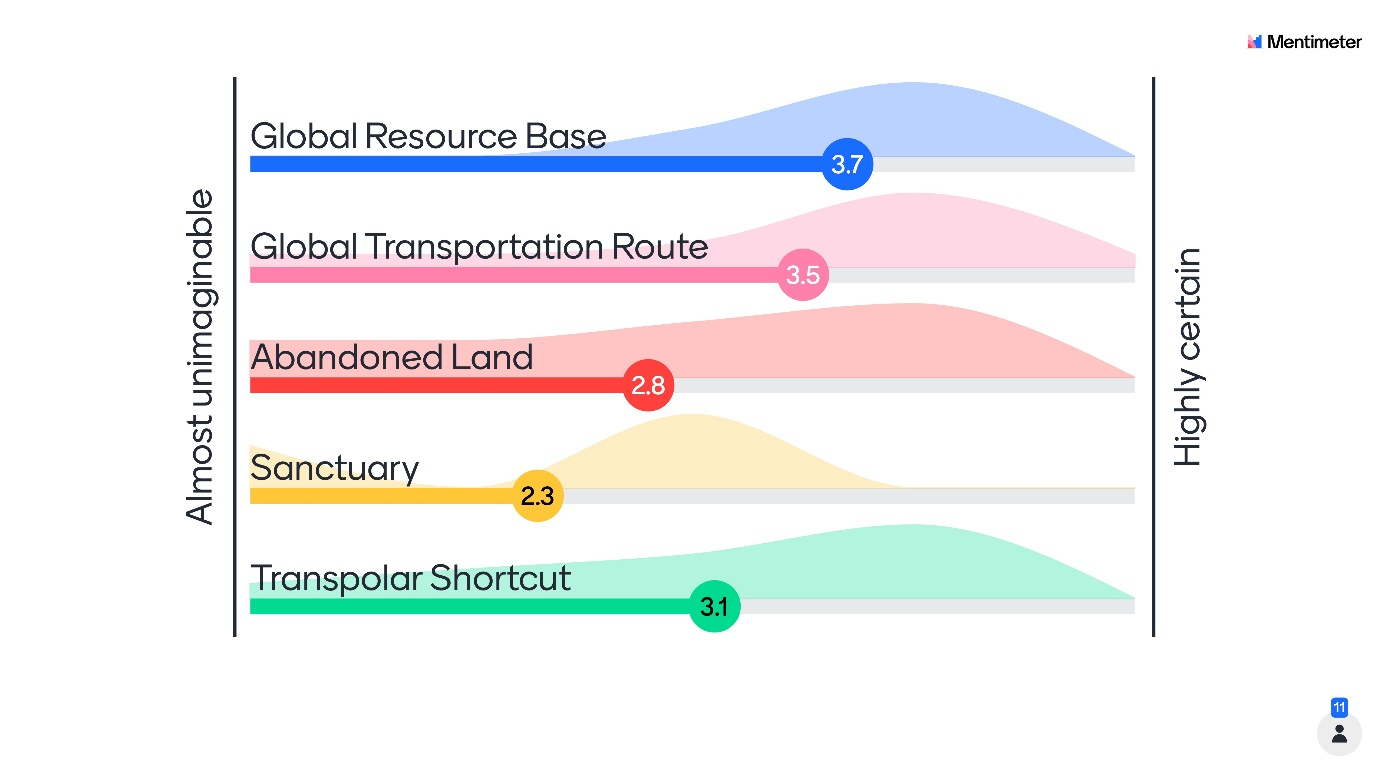 Mentimeter
Almost unimaginable
Global Resource Base
3.7
Global Transportation Route
3.5
Abandoned Land
2.8
Sanctuary
2.3
Transpolar Shortcut
3.1
Highly certain
11